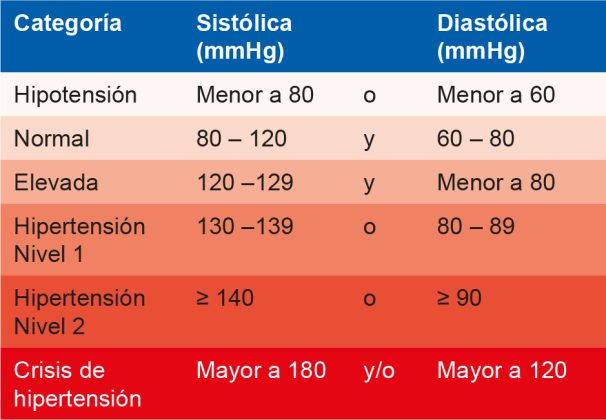 Categoría Sistólica (mmHg) Diastólica (mmHg)
Hipotensión Menor a 80 o Menor a 60
Normal 80 – 120 y 60 – 80
Elevada 120 –129 y Menor a 80
Hipertensión Nivel 1 130 –139 o 80 – 89
Hipertensión Nivel 2 ≥ 140 o ≥ 90
Crisis de hipertensión Mayor a 180 y/o Mayor a 120